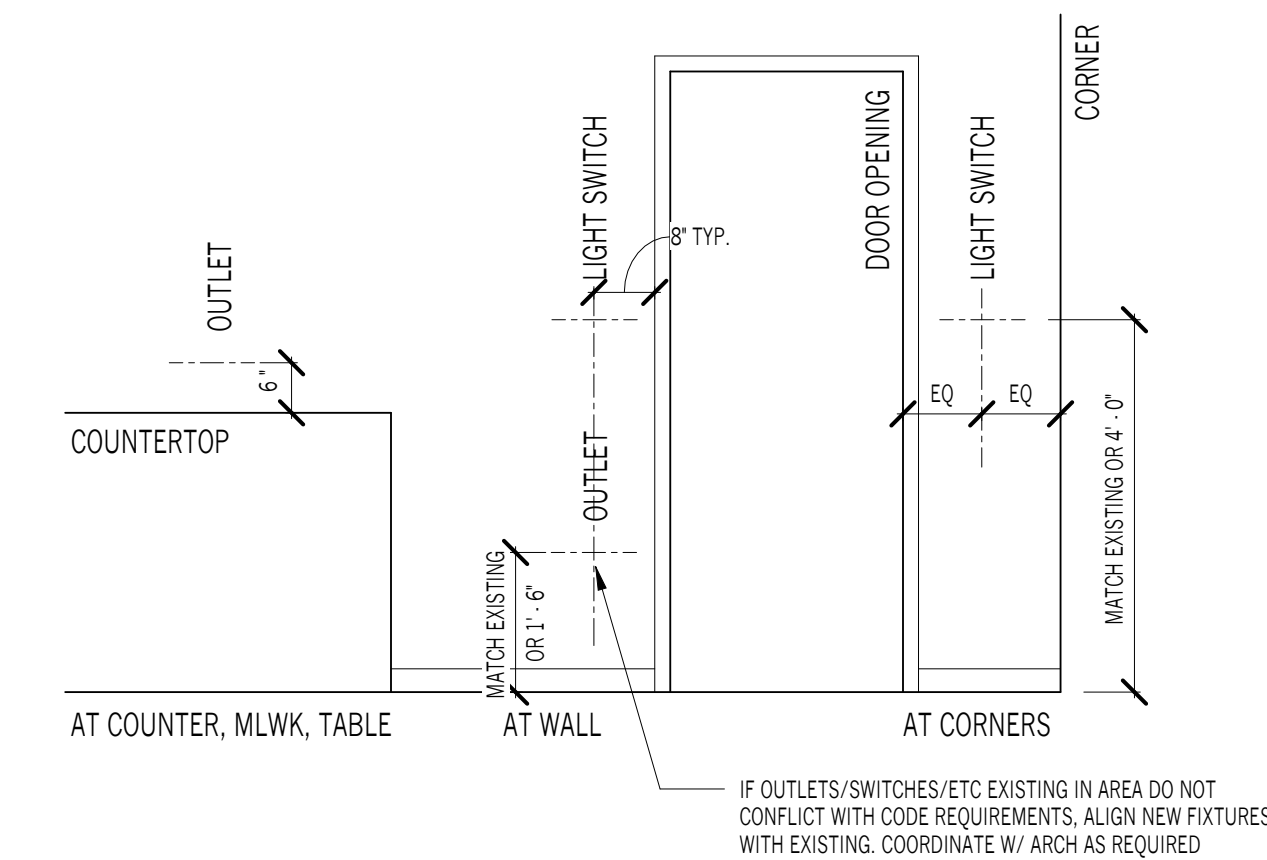 CORNER
LIGHT SWITCH
DOOR OPENING
LIGHT SWITCH
8" TYP.
OUTLET
6 "
EQ
EQ
COUNTERTOP
OUTLET
MATCH EXISTING OR 4' - 0"
MATCH EXISTING
OR 1' - 6"
AT COUNTER, MLWK, TABLE
AT WALL
AT CORNERS
IF OUTLETS/SWITCHES/ETC EXISTING IN AREA DO NOT
CONFLICT WITH CODE REQUIREMENTS, ALIGN NEW FIXTURES
WITH EXISTING. COORDINATE W/ ARCH AS REQUIRED